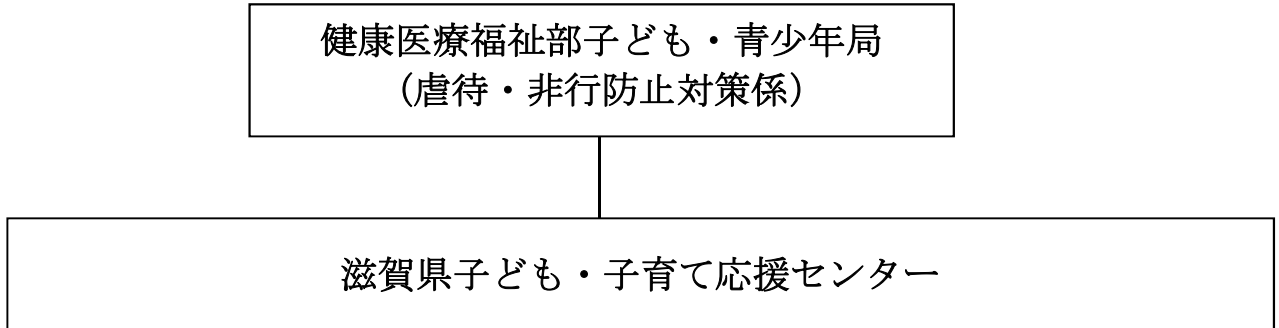 健康医療福祉部子ども・青少年局
（虐待・非行防止対策係）
滋賀県子ども・子育て応援センター